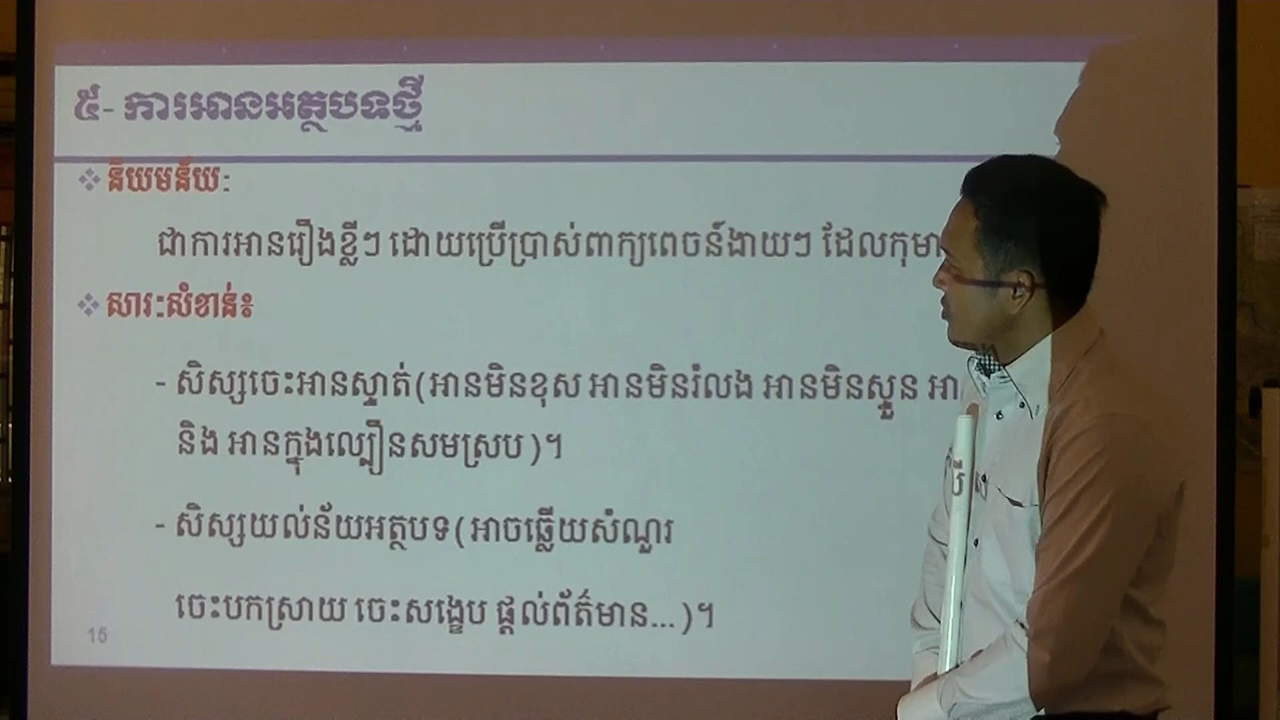 ៥- ការអានអត្ថបទថ្មី
❖ និយមន័យៈ
ជាការអានរឿងខ្លីៗ ដោយប្រើប្រាស់ពាក្យពេចន៍ងាយៗ ដែលកុមា
❖ សារៈសំខាន់៖
- សិស្សចេះអានស្ទាត់(អានមិនខុស អានមិនរំលង អានមិនស្ទួន អា
និង អានក្នុងល្បឿនសមស្រប)។
- សិស្សយល់ន័យអត្ថបទ(អាចឆ្លើយសំណួរ
ចេះបកស្រាយ ចេះសង្ខេប ផ្តល់ព័ត៌មាន...)។
15